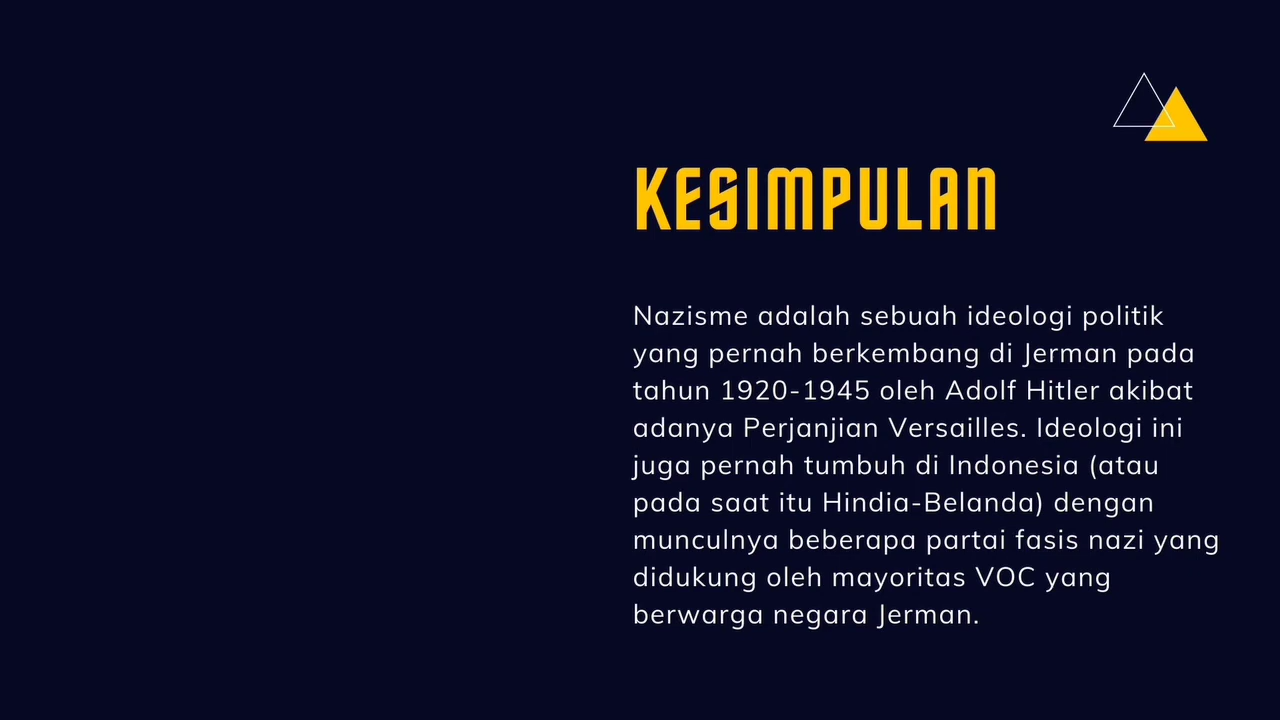 KESIMPULAN
Nazisme adalah sebuah ideologi politik
yang pernah berkembang di Jerman pada
tahun 1920-1945 oleh Adolf Hitler akibat
adanya Perjanjian Versailles. Ideologi ini
juga pernah tumbuh di Indonesia (atau
pada saat itu Hindia-Belanda) dengan
munculnya beberapa partai fasis nazi yang
didukung oleh mayoritas VOC yang
berwarga negara Jerman.